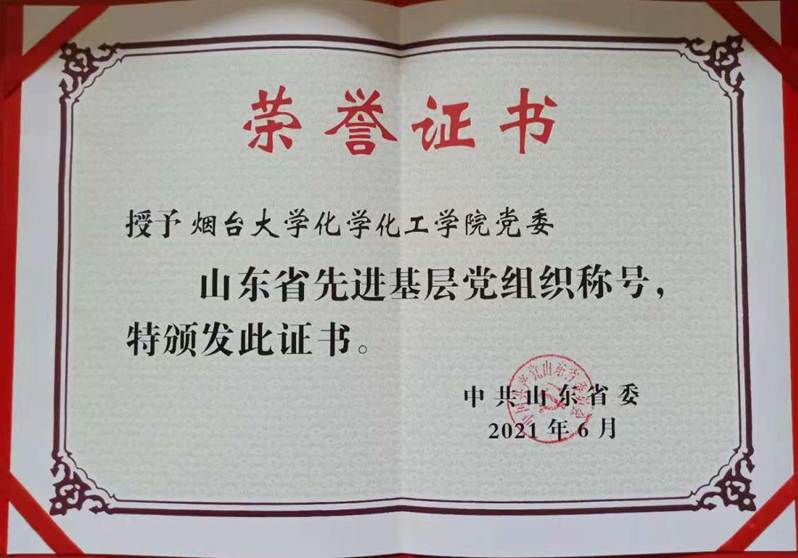 荣誉证书
授予烟台大学化学化工学院党委
山东省先进基层党组织称号，
特颁发此证书。
中共山东省委
2021年6月